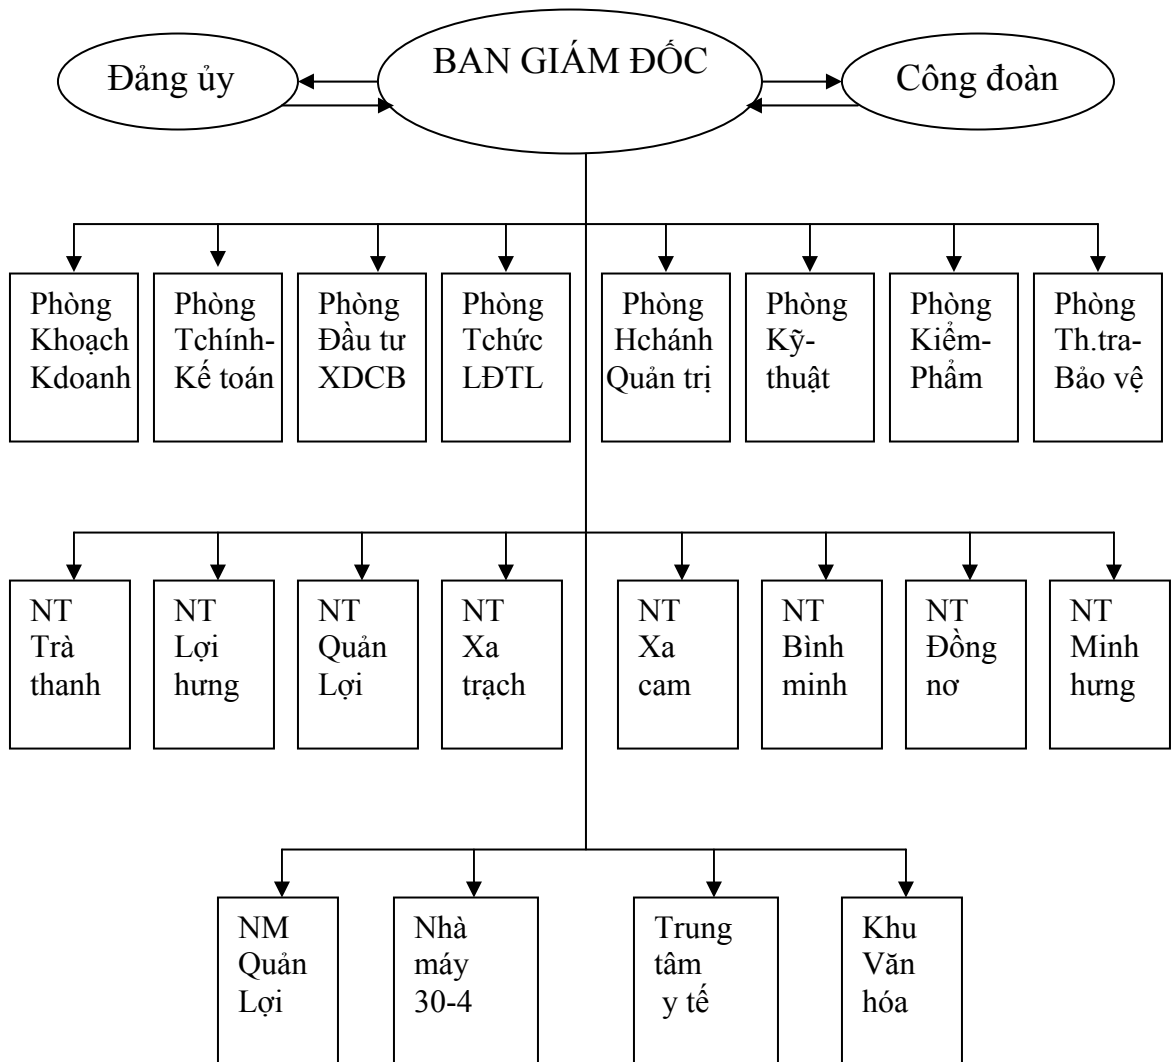 Đảng ủy
BAN GIÁM ĐỐC
Công đoàn
Phòng
Khoạch
Kdoanh
Phòng
Tchính-
Kế toán
Phòng
Đầu tư
XDCB
Phòng
Tchức
LĐTL
Phòng
Hchánh
Quản trị
Phòng
Kỹ-
thuật
Phòng
Kiểm-
Phẩm
Phòng
Th.tra-
Bảo vệ
NT
Trà
thanh
NT
Lợi
hưng
NT
Quản
Lợi
NT
Xa
trạch
NT
Xa
cam
NT
Bình
minh
NT
Đồng
nơ
NT
Minh
hưng
NM
Quản
Lợi
Nhà
máy
30-4
Trung
tâm
y tế
Khu
Văn
hóa